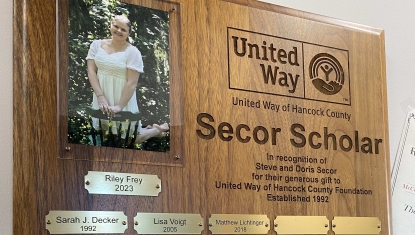 United
Way
United Way of Hancock County
Secor Scholar
In recognition of
Steve and Doris Secor
for their generous gift to
United Way of Hancock County Foundation
Established 1992
Riley Frey
2023
Sarah J. Decker
1992
Lisa Voigt
2005
Matthew Lichtinger
2018